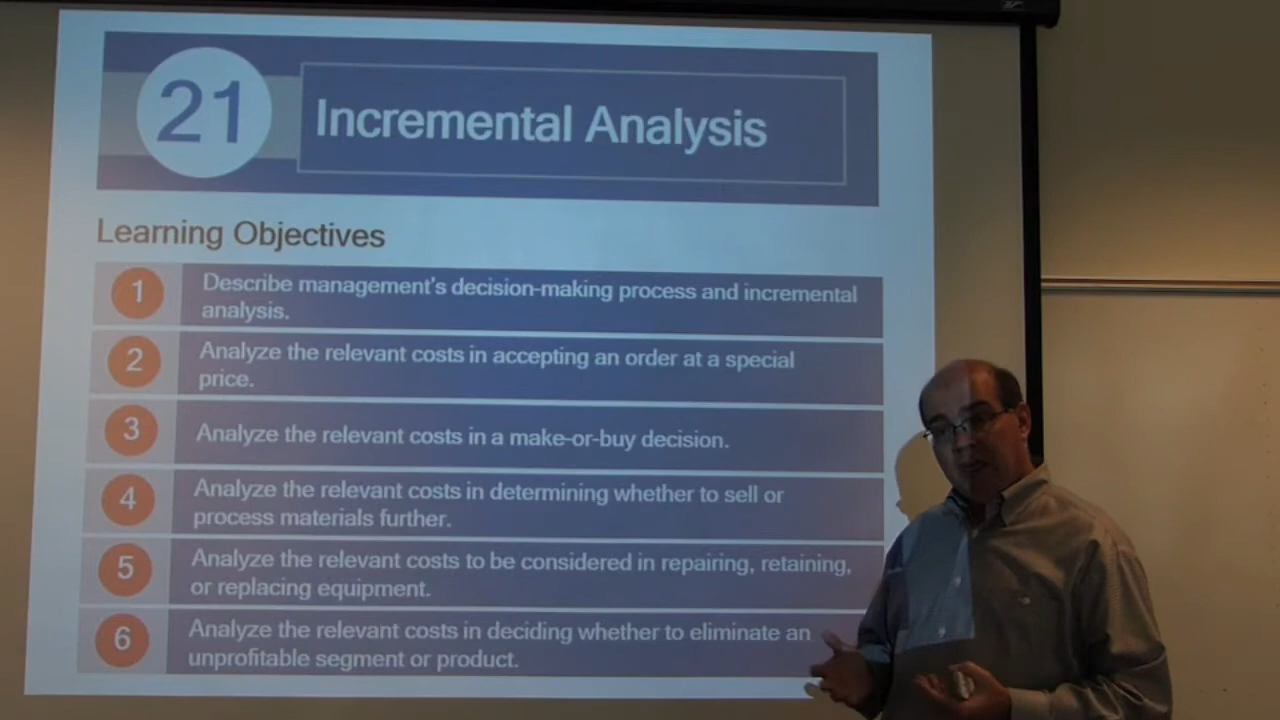 21
Incremental Analysis
Learning Objectives
1
Describe management's decision-making process and incremental
analysis.
2
Analyze the relevant costs in accepting an order at a special
price.
3
Analyze the relevant costs in a make-or-buy decision.
4
Analyze the relevant costs in determining whether to sell or
process materials further.
5
Analyze the relevant costs to be considered in repairing, retaining,
or replacing equipment.
6
Analyze the relevant costs in deciding whether to eliminate an
unprofitable segment or product.